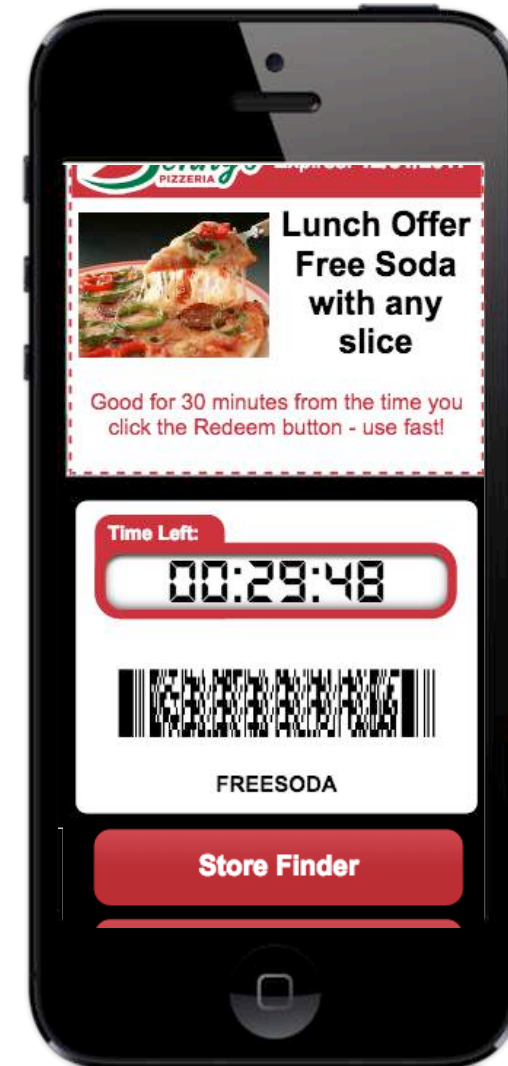 PIZZERIA
Lunch Offer
Free Soda
with any
slice
Good for 30 minutes from the time you
click the Redeem button - use fast!
Time Left:
00:29:48
FREESODA
Store Finder